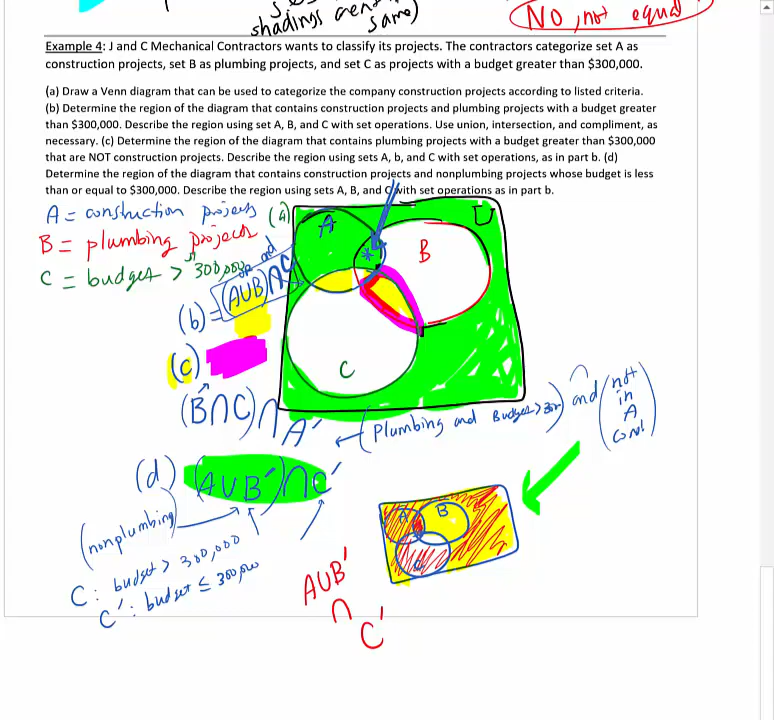 shadings
same)
No, not equal
Example 4: J and C Mechanical Contractors wants to classify its projects. The contractors categorize set A as
construction projects, set B as plumbing projects, and set C as projects with a budget greater than $300,000.
(a) Draw a Venn diagram that can be used to categorize the company construction projects according to listed criteria.
(b) Determine the region of the diagram that contains construction projects and plumbing projects with a budget greater
than $300,000. Describe the region using set A, B, and C with set operations. Use union, intersection, and compliment, as
necessary. (c) Determine the region of the diagram that contains plumbing projects with a budget greater than $300,000
that are NOT construction projects. Describe the region using sets A, b, and C with set operations, as in part b. (d)
Determine the region of the diagram that contains construction projects and nonplumbing projects whose budget is less
than or equal to $300,000. Describe the region using sets A, B, and C with set operations as in part b.
A = construction projects (a)
B = plumbing projects
C = budget > 300,000
U
A
*
B
C
and
(b) = (A∪B)∩C
(c)
(B∩C)∩A'
(Plumbing and Budget > 300) and (not in A const)
(d) (A∪B')∩C'
(nonplumbing)
C: budget > 300,000
C': budget ≤ 300,000
A
B
C
A∪B'
∩
C'